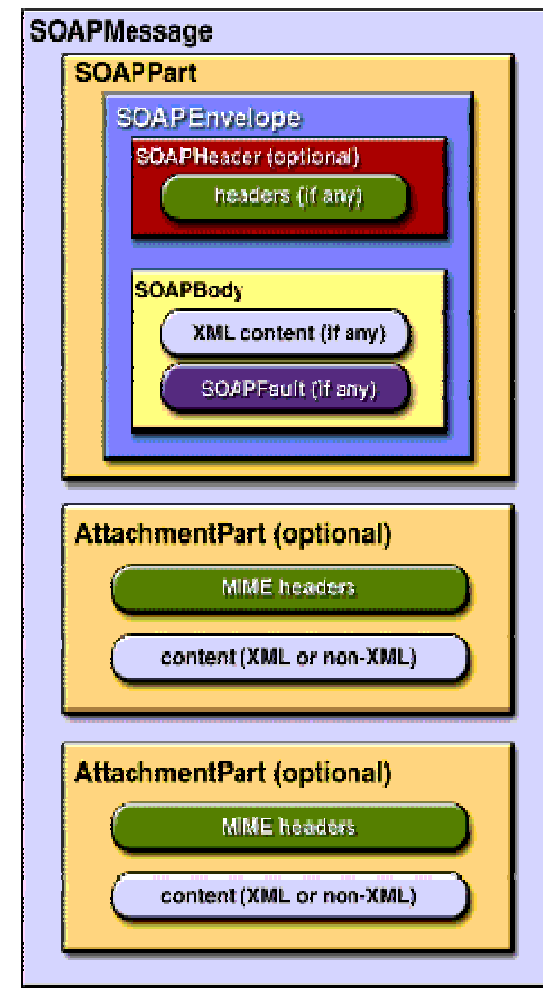 SOAPMessage
SOAPPart
SOAPEnvelope
SOAPHeader (optional)
headers (if any)
SOAPBody
XML content (if any)
SOAPFault (if any)
AttachmentPart (optional)
MIME headers
content (XML or non-XML)
AttachmentPart (optional)
MIME headers
content (XML or non-XML)